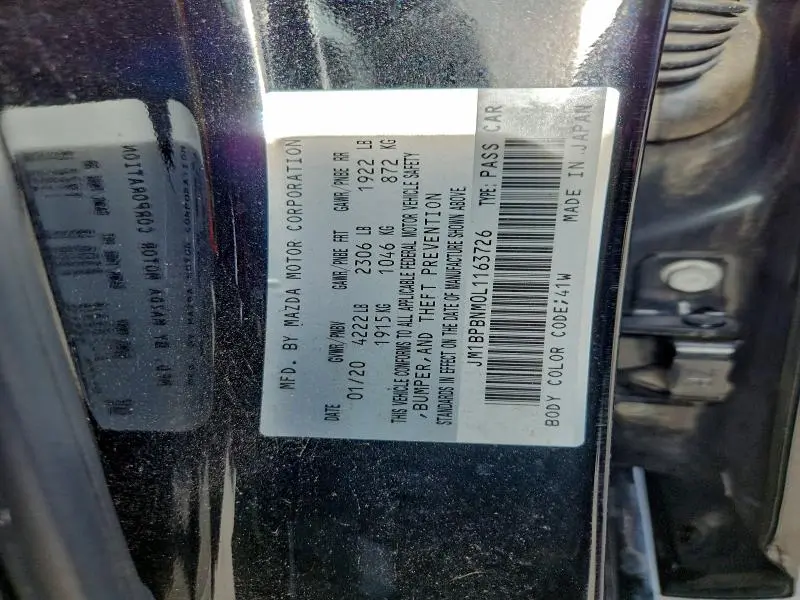 MFD. BY MAZDA MOTOR CORPORATION
DATE GVWR/PNBV GAWR/PNBE FRT GAWR/PNBE RR
01/20 4222LB 2306 LB 1922 LB
1915KG 1046 KG 872 KG
THIS VEHICLE CONFORMS TO ALL APPLICABLE FEDERAL MOTOR VEHICLE SAFETY
,BUMPER,AND THEFT PREVENTION
STANDARDS IN EFFECT ON THE DATE OF MANUFACTURE SHOWN ABOVE
JM1BPBNM0L1163726 TYPE: PASS CAR
BODY COLOR CODE:41W MADE IN JAPAN